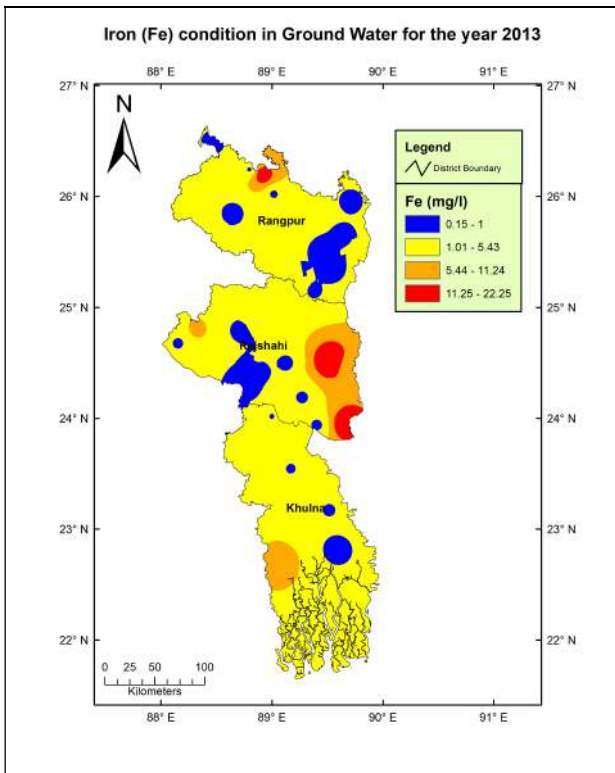 Iron (Fe) condition in Ground Water for the year 2013
88° E 89° E 90° E 91° E
27° N 27° N
N
Legend
District Boundary
26° N 26° N
Fe (mg/l)
Rangpur
0.15 - 1
1.01 - 5.43
5.44 - 11.24
11.25 - 22.25
25° N 25° N
Rajshahi
24° N 24° N
Khulna
23° N 23° N
22° N 22° N
0 25 50 100
Kilometers
88° E 89° E 90° E 91° E